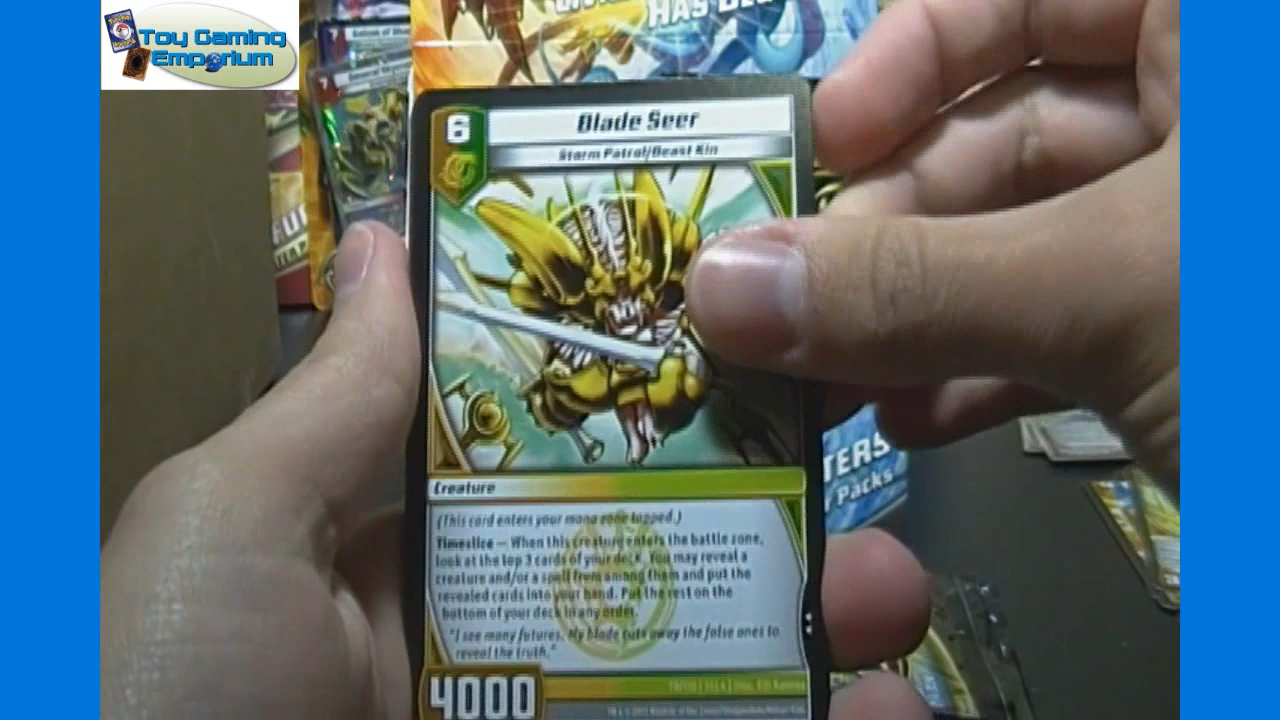 Toy Gaming
Emporium
HAS
6
Blade Seer
Storm Patrol/Beast Kin
Creature
(This card enters your mana zone tapped.)
Timeslice — When this creature enters the battle zone,
look at the top 3 cards of your deck. You may reveal a
creature and/or a spell from among them and put the
revealed cards into your hand. Put the rest on the
bottom of your deck in any order.
"I see many futures. My blade cuts away the false ones to
reveal the truth."
4000
TERS
Packs